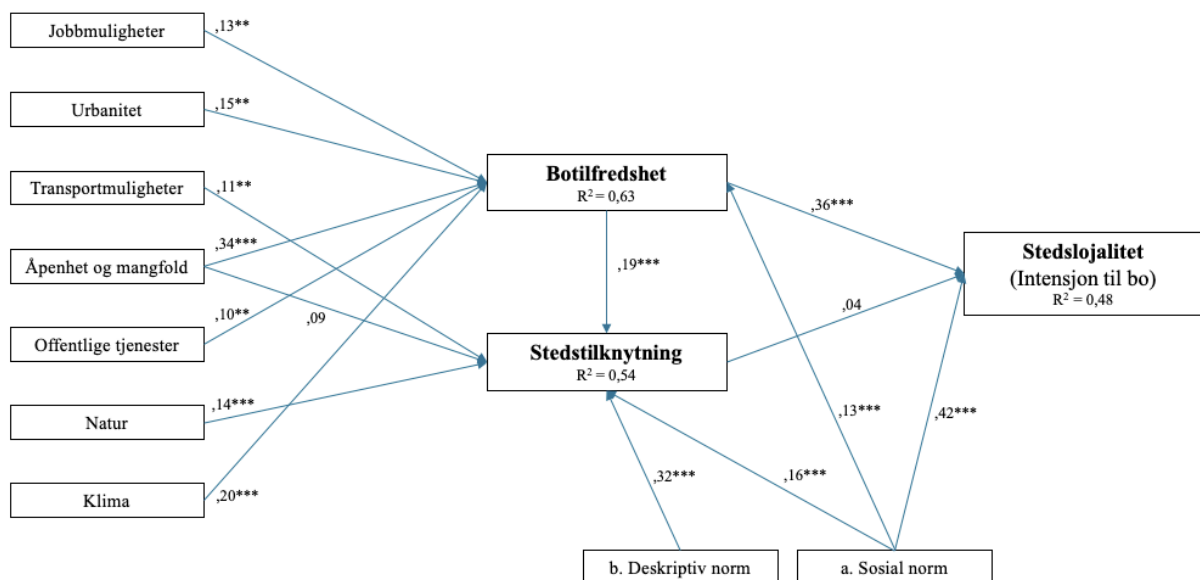 Jobbmuligheter
,13**
Urbanitet
,15**
Transportmuligheter
,11**
Åpenhet og mangfold
,34***
Offentlige tjenester
,10**
,09
Natur
,14***
Klima
,20***
Botilfredshet
R² = 0,63
,19***
Stedstilknytning
R² = 0,54
,36***
,04
Stedslojalitet
(Intensjon til bo)
R² = 0,48
,13***
,42***
,32***
,16***
b. Deskriptiv norm
a. Sosial norm